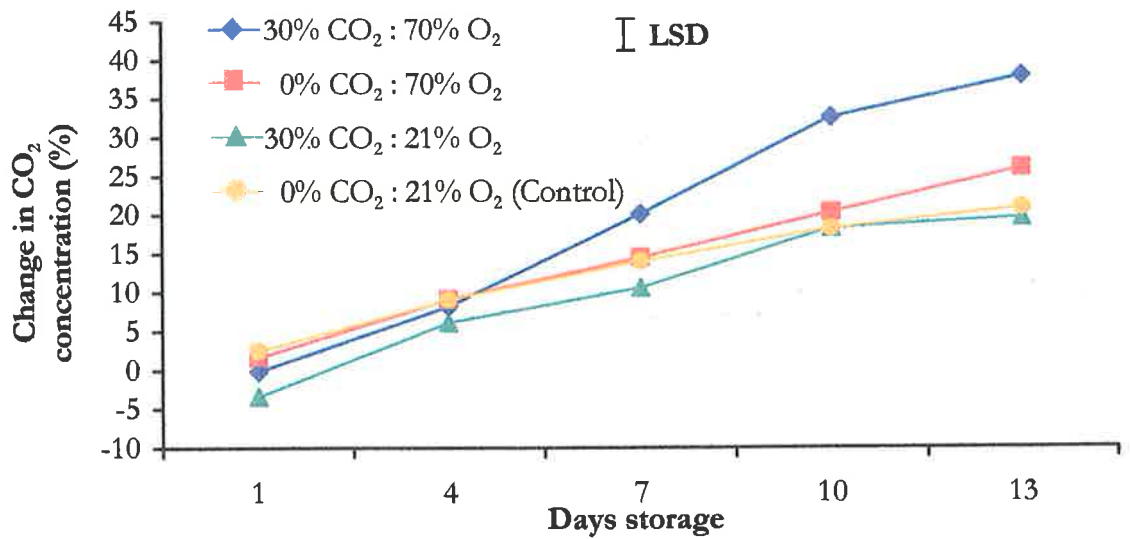 45
40
35
30
25
20
15
10
5
0
-5
-10
Change in CO₂
concentration (%)
30% CO₂ : 70% O₂
0% CO₂ : 70% O₂
30% CO₂ : 21% O₂
0% CO₂ : 21% O₂ (Control)
LSD
1 4 7 10 13
Days storage